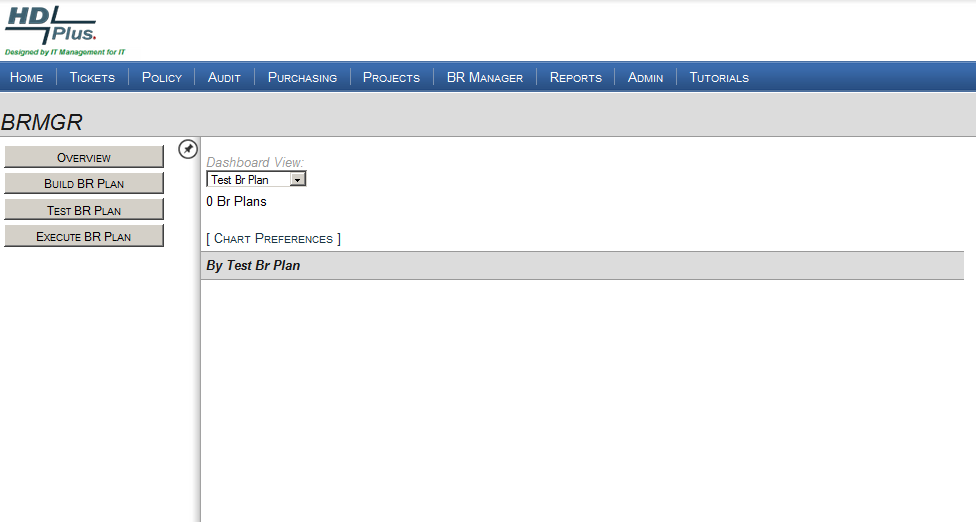 HD Plus.
Designed by IT Management for IT
Home Tickets Policy Audit Purchasing Projects BR Manager Reports Admin Tutorials
BRMGR
Overview
Build BR Plan
Test BR Plan
Execute BR Plan
Dashboard View:
Test Br Plan
0 Br Plans
[ Chart Preferences ]
By Test Br Plan